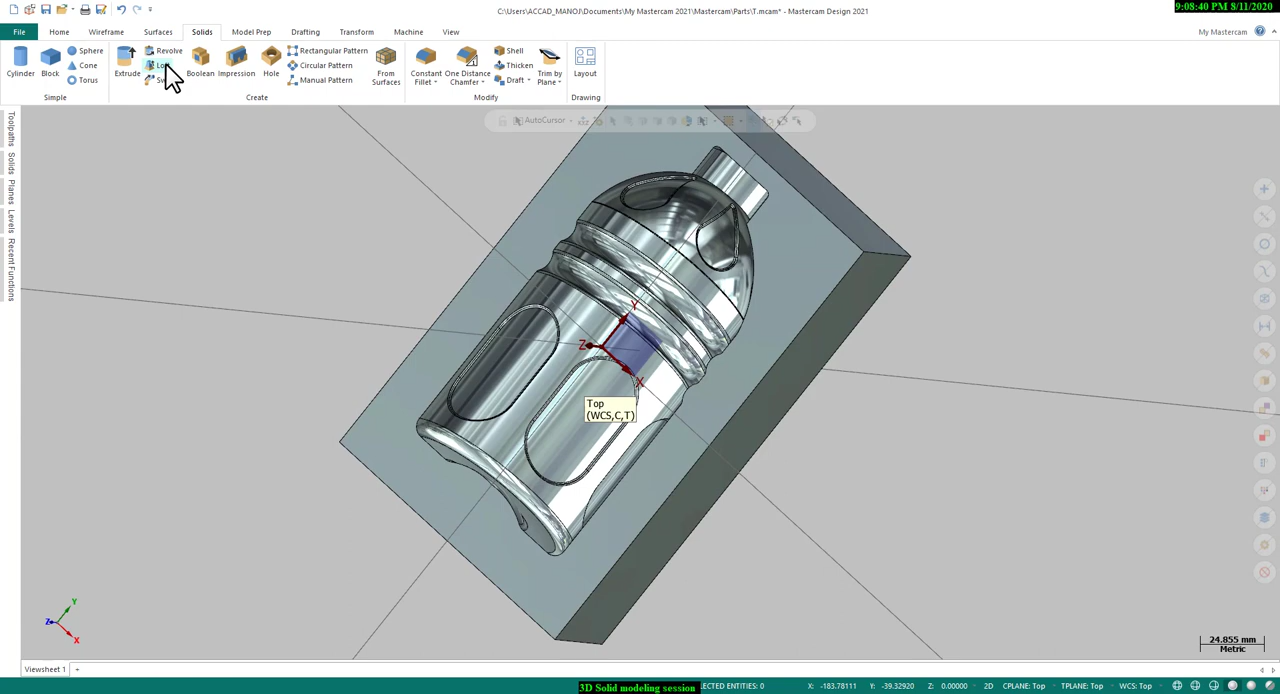 C:\Users\ACCAD_MANOJ\Documents\My Mastercam 2021\Mastercam\Parts\T.mcam* - Mastercam Design 2021
9:08:40 PM 8/11/2020
File Home Wireframe Surfaces Solids Model Prep Drafting Transform Machine View
My Mastercam
Cylinder Block Sphere Cone Torus
Simple
Extrude Revolve Boolean Impression Hole
Rectangular Pattern
Circular Pattern
Manual Pattern
From Surfaces
Create
Constant Fillet
One Distance Chamfer
Shell
Thicken
Draft
Trim by Plane
Modify
Layout
Drawing
AutoCursor
Toolpaths
Solids
Planes
Levels
Recent Functions
Y
Z
X
Top
(WCS,C,T)
Y
Z
X
24.855 mm
Metric
Viewsheet 1 +
3D Solid modeling session
ELECTED ENTITIES: 0 X: -183.78111 Y: -39.32920 Z: 0.00000 2D CPLANE: Top TPLANE: Top WCS: Top